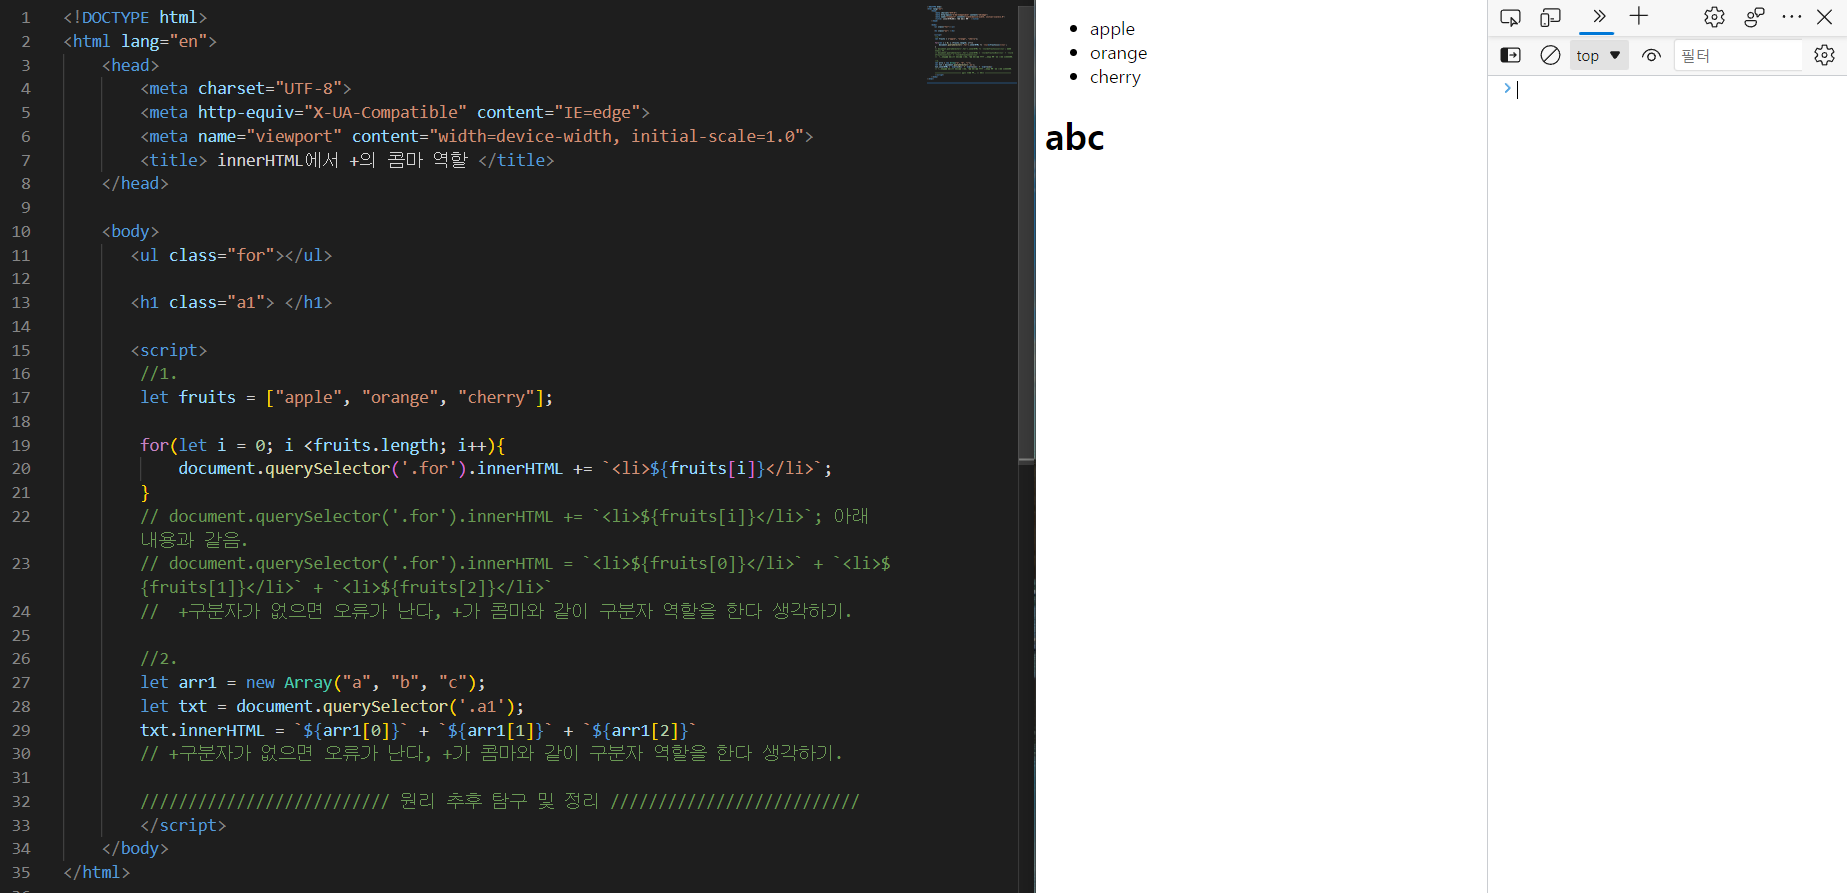 1 <!DOCTYPE html>
2 <html lang="en">
3 <head>
4 <meta charset="UTF-8">
5 <meta http-equiv="X-UA-Compatible" content="IE=edge">
6 <meta name="viewport" content="width=device-width, initial-scale=1.0">
7 <title> innerHTML에서 +의 콤마 역할 </title>
8 </head>
9
10 <body>
11 <ul class="for"></ul>
12
13 <h1 class="a1"> </h1>
14
15 <script>
16 //1.
17 let fruits = ["apple", "orange", "cherry"];
18
19 for(let i = 0; i <fruits.length; i++){
20 document.querySelector('.for').innerHTML += `<li>${fruits[i]}</li>`;
21 }
22 // document.querySelector('.for').innerHTML += `<li>${fruits[i]}</li>`; 아래
내용과 같음.
23 // document.querySelector('.for').innerHTML = `<li>${fruits[0]}</li>` + `<li>$
{fruits[1]}</li>` + `<li>${fruits[2]}</li>`
24 //  +구분자가 없으면 오류가 난다, +가 콤마와 같이 구분자 역할을 한다 생각하기.
25
26 //2.
27 let arr1 = new Array("a", "b", "c");
28 let txt = document.querySelector('.a1');
29 txt.innerHTML = `${arr1[0]}` + `${arr1[1]}` + `${arr1[2]}`
30 // +구분자가 없으면 오류가 난다, +가 콤마와 같이 구분자 역할을 한다 생각하기.
31
32 ////////////////////////// 원리 추후 탐구 및 정리 //////////////////////////
33 </script>
34 </body>
35 </html>
apple
orange
cherry
abc
top
필터